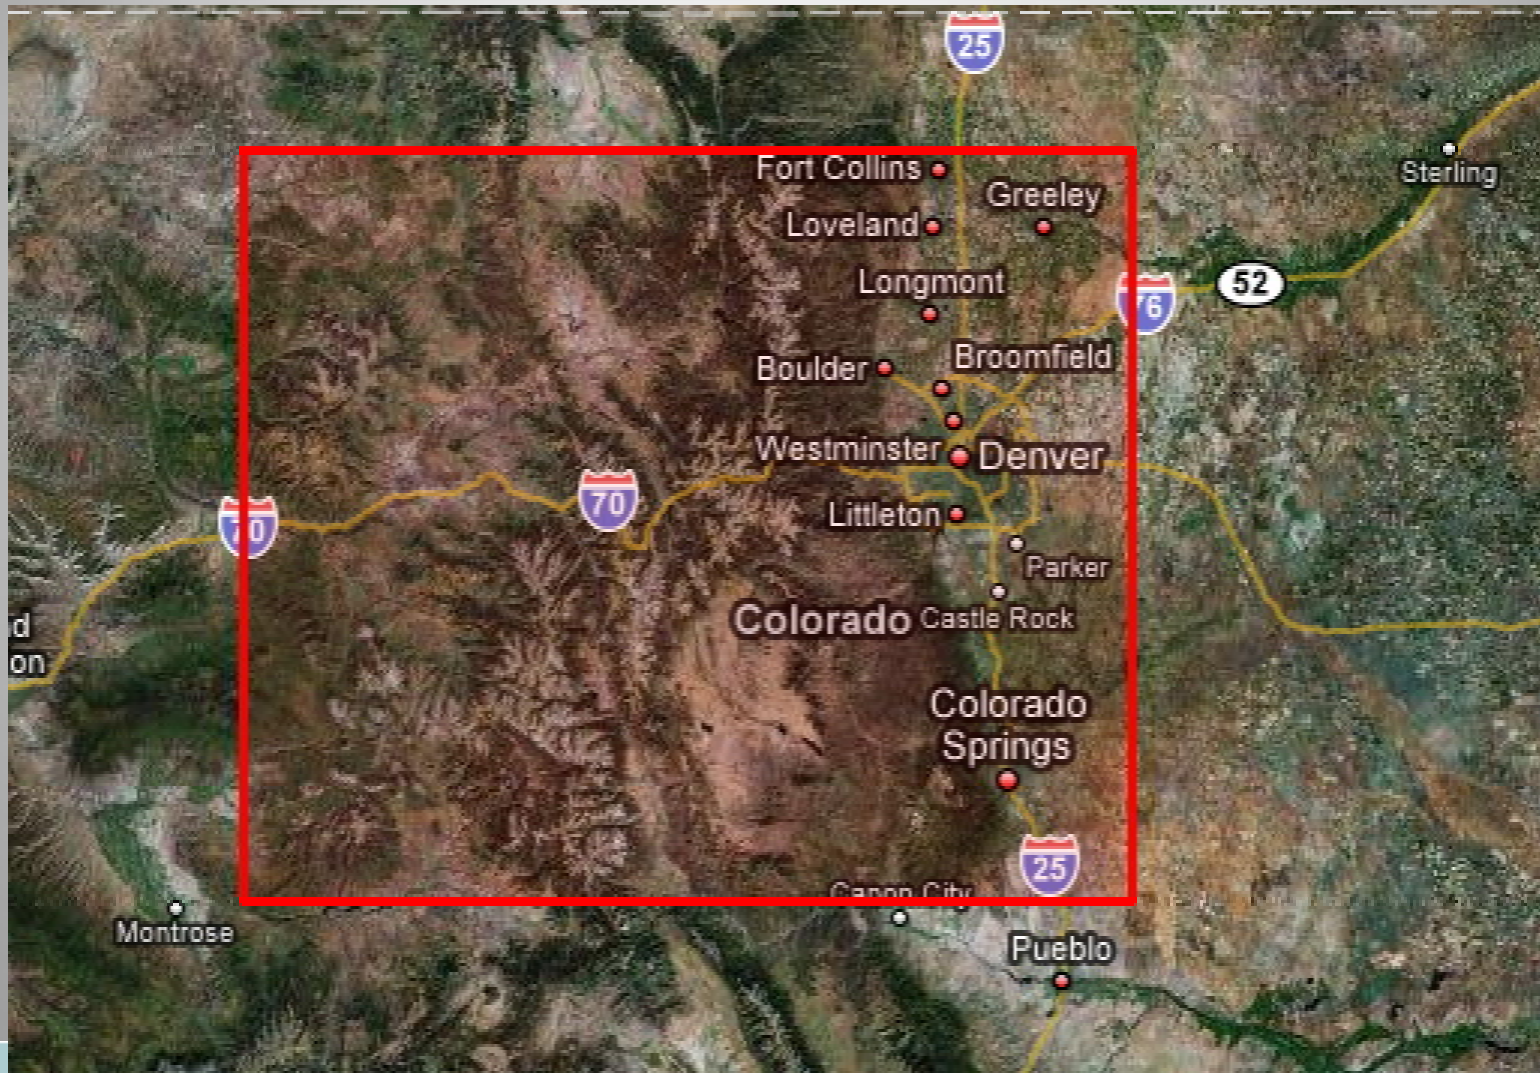 25
Fort Collins
Greeley
Sterling
Loveland
Longmont
52
76
Broomfield
Boulder
Westminster
Denver
70
70
Littleton
Parker
Colorado
Castle Rock
Colorado
Springs
25
Canon City
Montrose
Pueblo